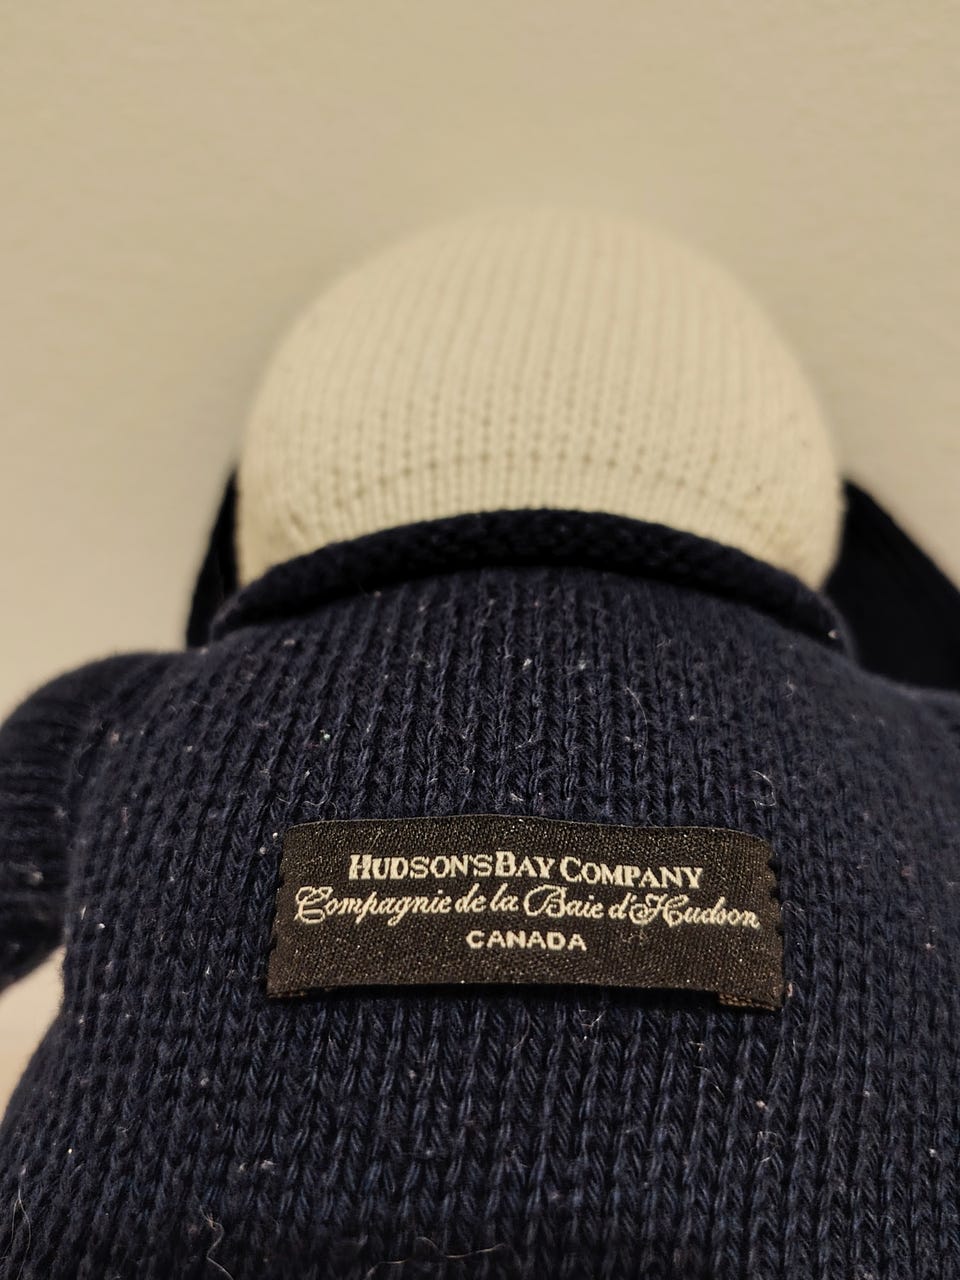 HUDSON'S BAY COMPANY
Compagnie de la Baie d'Hudson
CANADA